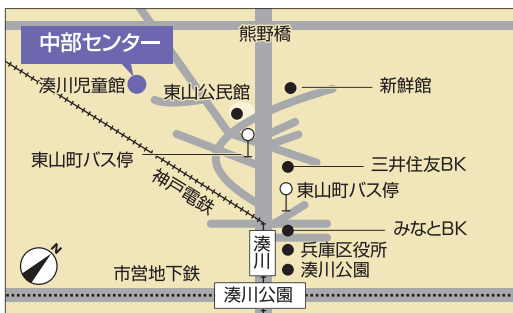 熊野橋
中部センター
湊川児童館
東山公民館
新鮮館
東山町バス停
三井住友BK
東山町バス停
神戸電鉄
みなとBK
湊川
兵庫区役所
湊川公園
N
市営地下鉄
湊川公園